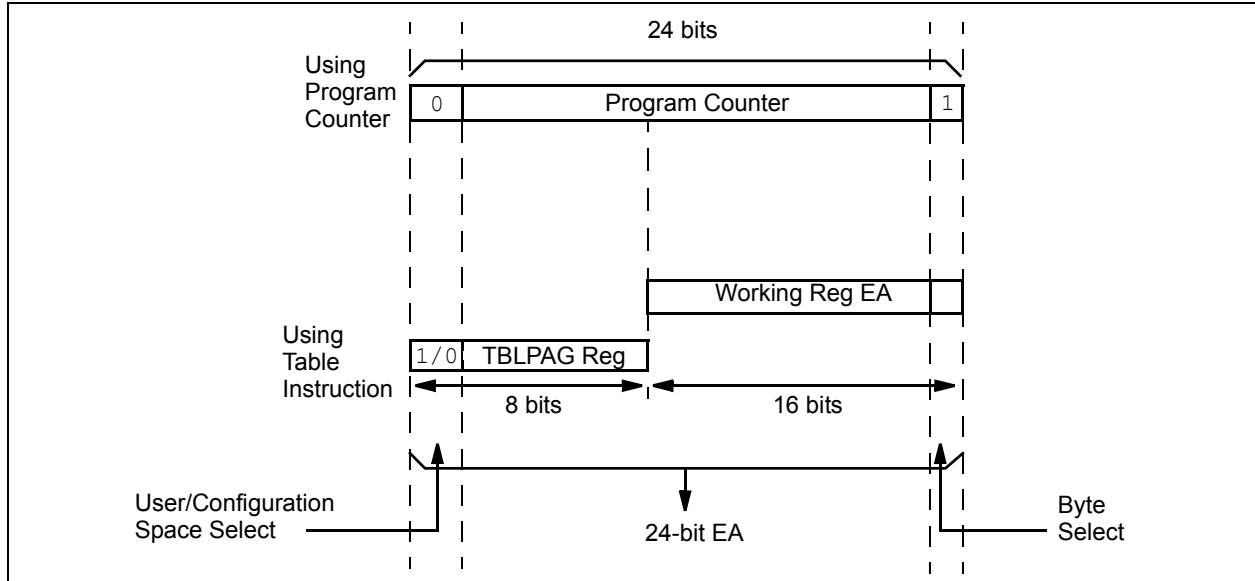 24 bits
Using
Program
Counter
0
Program Counter
1
Working Reg EA
Using
Table
Instruction
1/0
TBLPAG Reg
8 bits
16 bits
User/Configuration
Space Select
24-bit EA
Byte
Select